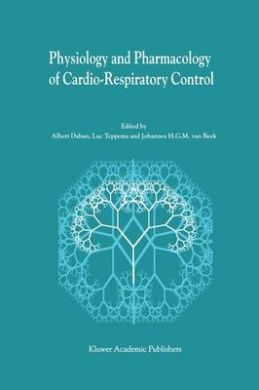 Physiology and Pharmacology
of Cardio-Respiratory Control
Edited by
Albert Dahan, Luc Teppema and Johannes H.G.M. van Beek
Kluwer Academic Publishers